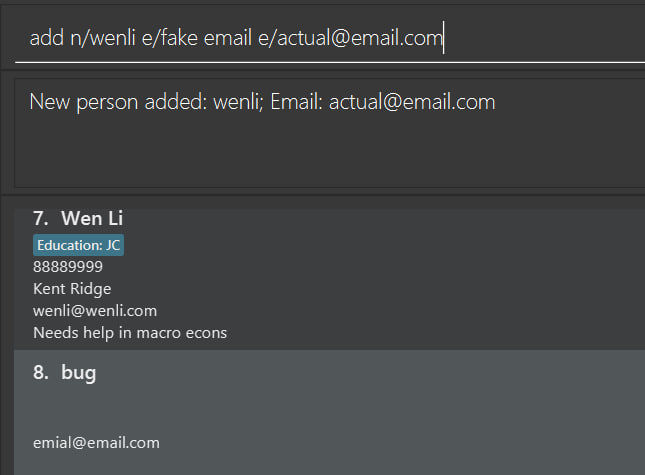 add n/wenli e/fake email e/actual@email.com
New person added: wenli; Email: actual@email.com
7. Wen Li
Education: JC
88889999
Kent Ridge
wenli@wenli.com
Needs help in macro econs
8. bug
emial@email.com